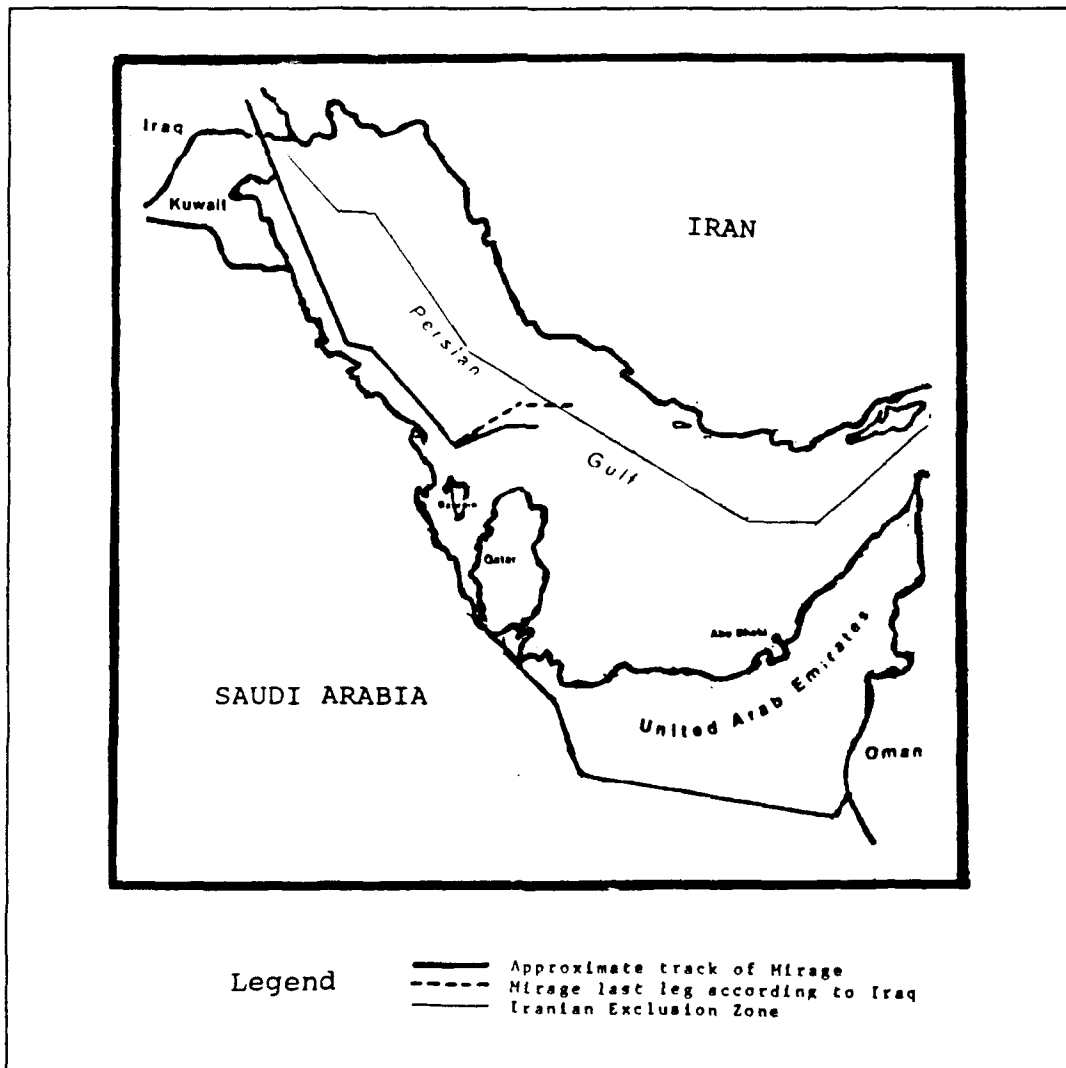 Iraq
Kuwait
IRAN
Persian
Gulf
Qatar
Abu Dhabi
SAUDI ARABIA
United Arab Emirates
Oman
Legend
Approximate track of Mirage
Mirage last leg according to Iraq
Iranian Exclusion Zone